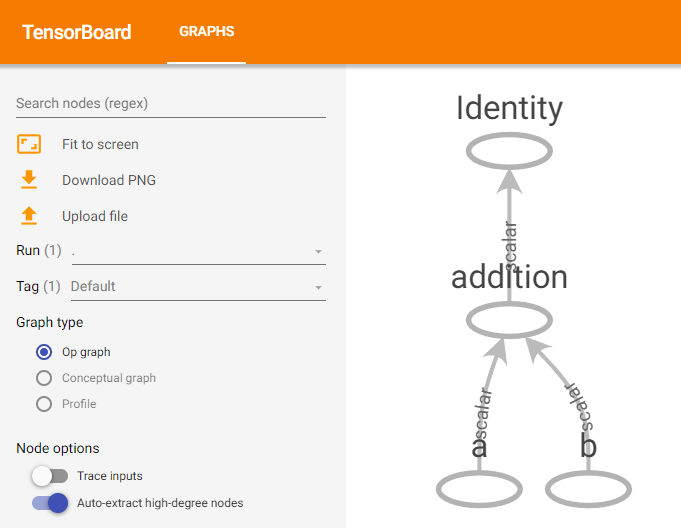 TensorBoard GRAPHS
Search nodes (regex)
Fit to screen
Download PNG
Upload file
Run (1) .
Tag (1) Default
Graph type
Op graph
Conceptual graph
Profile
Node options
Trace inputs
Auto-extract high-degree nodes
Identity
scalar
addition
scalar
scalar
a
b